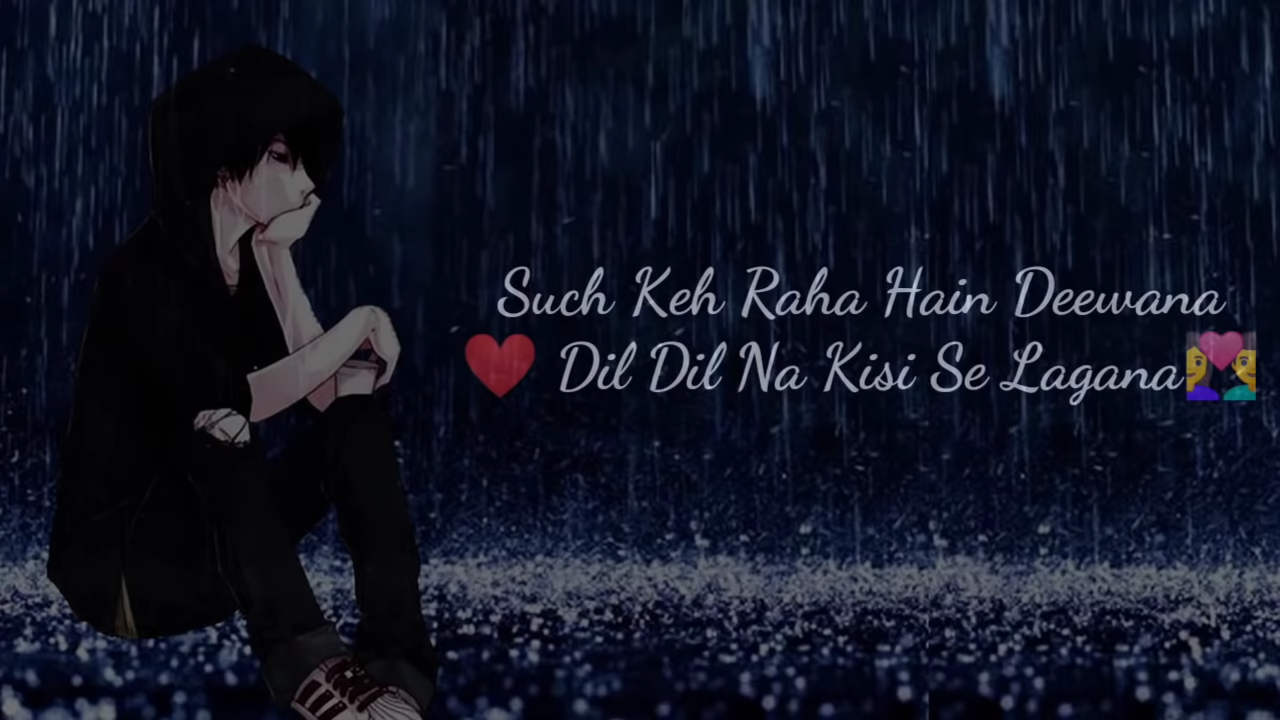 Such Keh Raha Hain Deewana
❤️ Dil Dil Na Kisi Se Lagana👩‍❤️‍👨